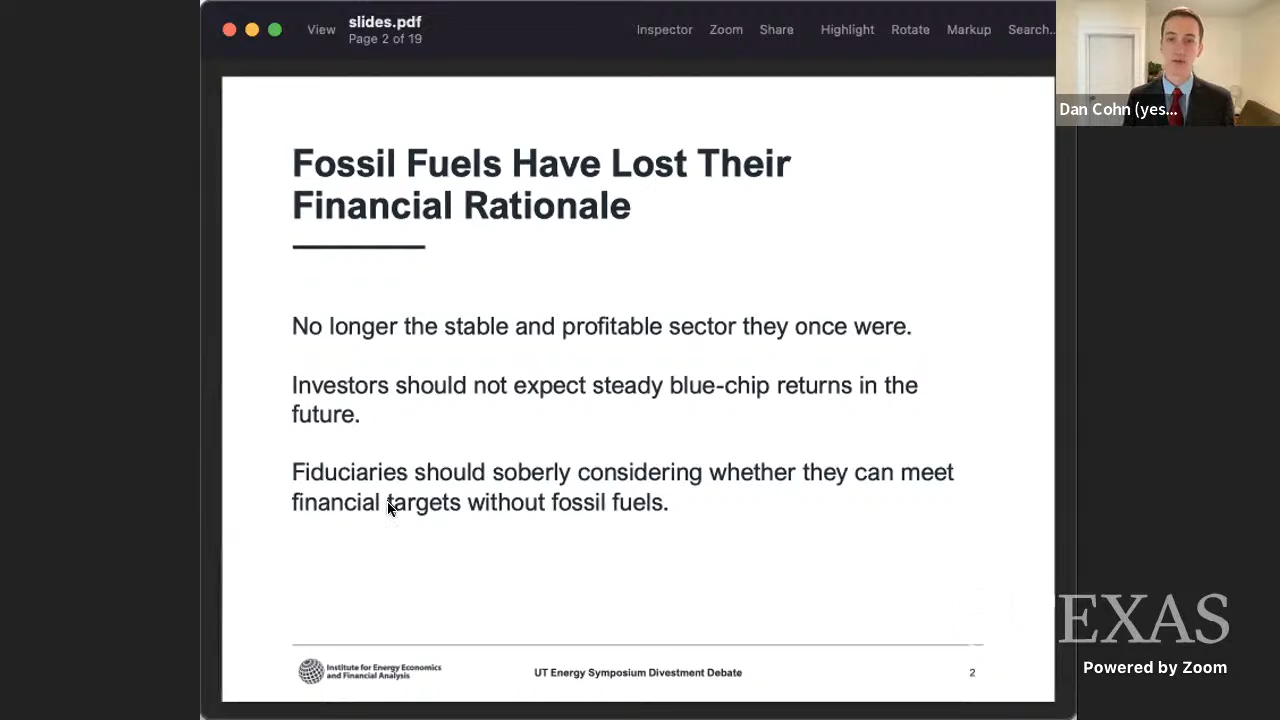 View
slides.pdf
Page 2 of 19
Inspector
Zoom
Share
Highlight
Rotate
Markup
Search..
Dan Cohn (yes...
Fossil Fuels Have Lost Their
Financial Rationale
No longer the stable and profitable sector they once were.
Investors should not expect steady blue-chip returns in the
future.
Fiduciaries should soberly considering whether they can meet
financial targets without fossil fuels.
Institute for Energy Economics
and Financial Analysis
UT Energy Symposium Divestment Debate
2
EXAS
Powered by Zoom